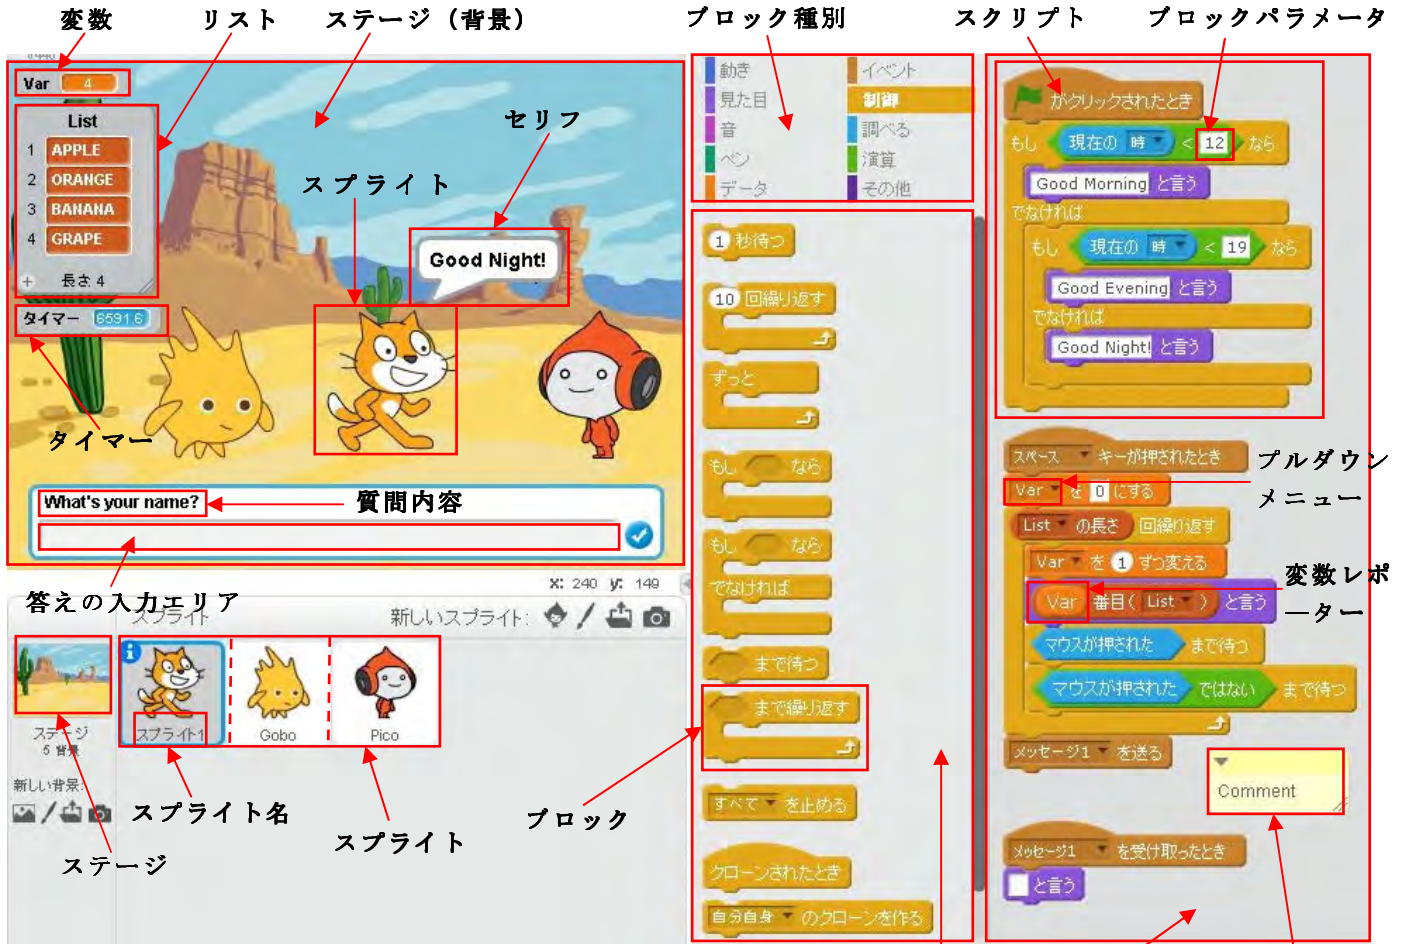 変数
リスト
ステージ（背景）
ブロック種別
スクリプト
ブロックパラメータ
Var 4
List
1 APPLE
2 ORANGE
3 BANANA
4 GRAPE
+ 長さ: 4
タイマー 6591.6
セリフ
スプライト
Good Night!
タイマー
What's your name?
質問内容
答えの入力エリア
x: 240 y: 149
スプライト
新しいスプライト:
ステージ
5 背景
新しい背景:
スプライト1
Gobo
Pico
スプライト名
スプライト
ステージ
ブロック
動き
イベント
見た目
制御
音
調べる
ペン
演算
データ
その他
1 秒待つ
10 回繰り返す
ずっと
もし なら
もし なら
でなければ
まで待つ
まで繰り返す
すべて を止める
クローンされたとき
自分自身 のクローンを作る
がクリックされたとき
もし 現在の 時 < 12 なら
Good Morning と言う
でなければ
もし 現在の 時 < 19 なら
Good Evening と言う
でなければ
Good Night! と言う
スペース キーが押されたとき
Var を 0 にする
List の長さ 回繰り返す
Var を 1 ずつ変える
Var 番目( List ) と言う
マウスが押された まで待つ
マウスが押された ではない まで待つ
メッセージ1 を送る
プルダウン
メニュー
変数レポ
ーター
Comment
メッセージ1 を受け取ったとき
と言う